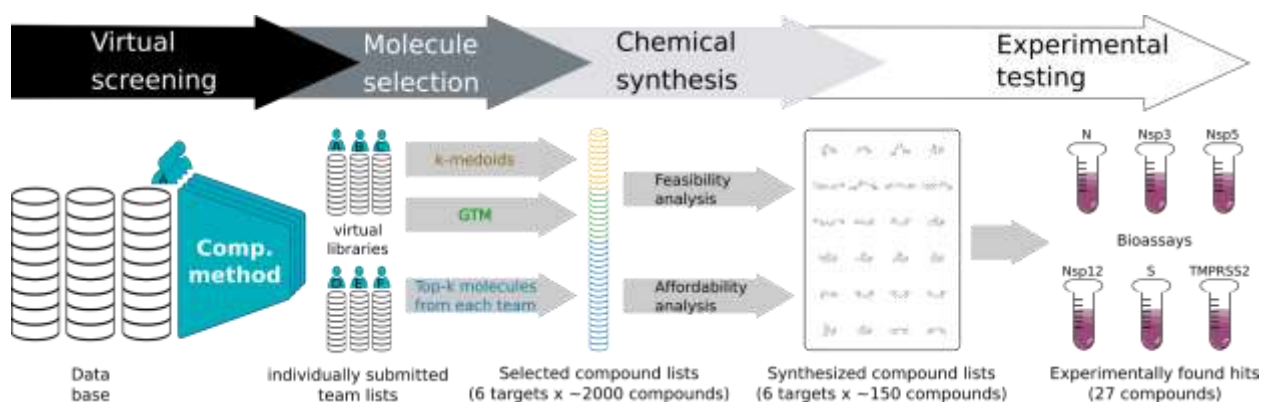 Virtual
screening
Molecule
selection
Chemical
synthesis
Experimental
testing
A B C
k-medoids
GTM
virtual
libraries
D E F
Top-k molecules
from each team
Comp.
method
Feasibility
analysis
Affordability
analysis
N Nsp3 Nsp5
Bioassays
Nsp12 S TMPRSS2
Data
base
individually submitted
team lists
Selected compound lists
(6 targets x ~2000 compounds)
Synthesized compound lists
(6 targets x ~150 compounds)
Experimentally found hits
(27 compounds)